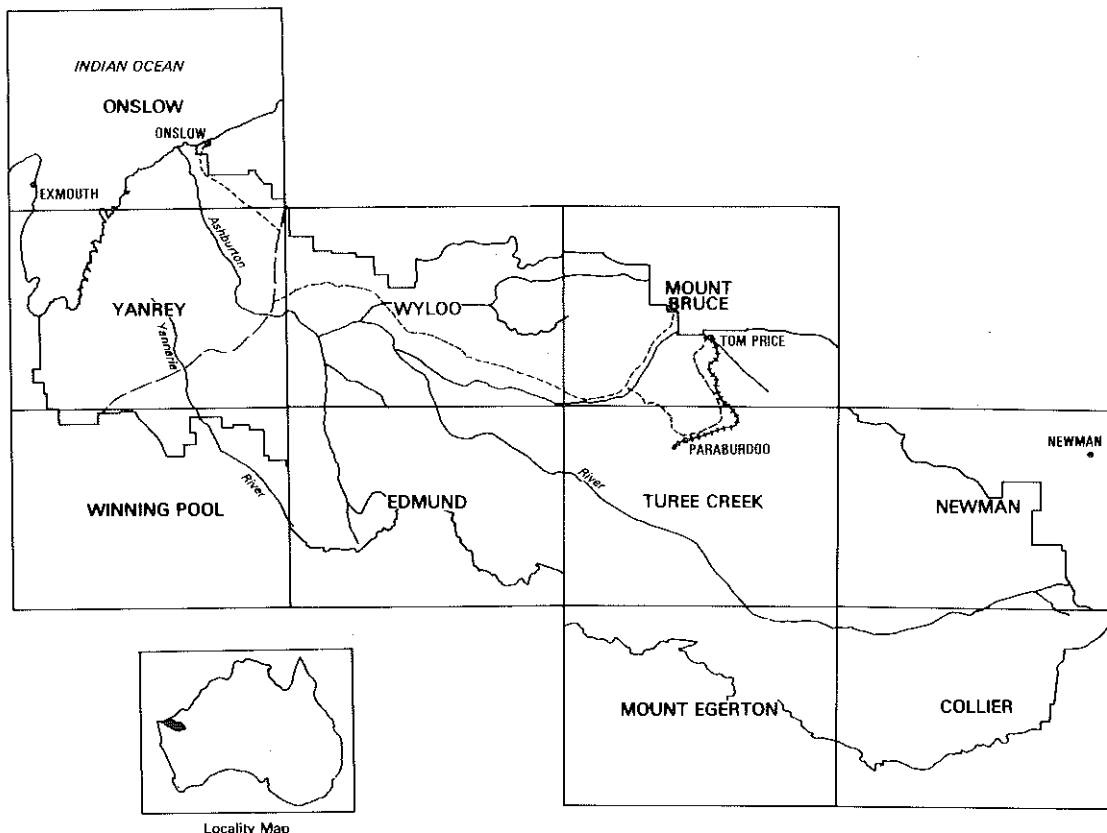 INDIAN OCEAN
ONSLOW
ONSLOW
EXMOUTH
Ashburton
YANREY
Yannarie
WYLOO
MOUNT
BRUCE
TOM PRICE
PARABURDOO
NEWMAN
WINNING POOL
River
EDMUND
River
TUREE CREEK
NEWMAN
MOUNT EGERTON
COLLIER
Locality Map